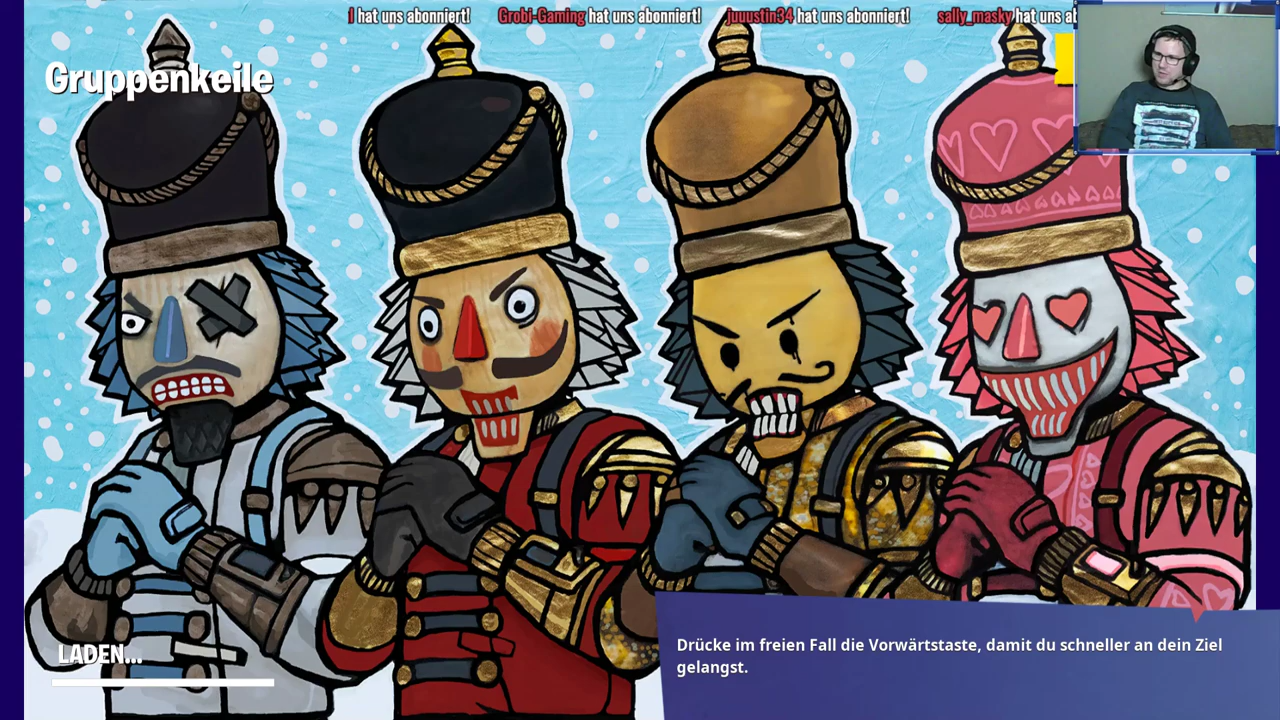 l hat uns abonniert! Grobi-Gaming hat uns abonniert! juuustin34 hat uns abonniert! sally_masky hat uns ab
Gruppenkeile
LADEN...
Drücke im freien Fall die Vorwärtstaste, damit du schneller an dein Ziel
gelangst.